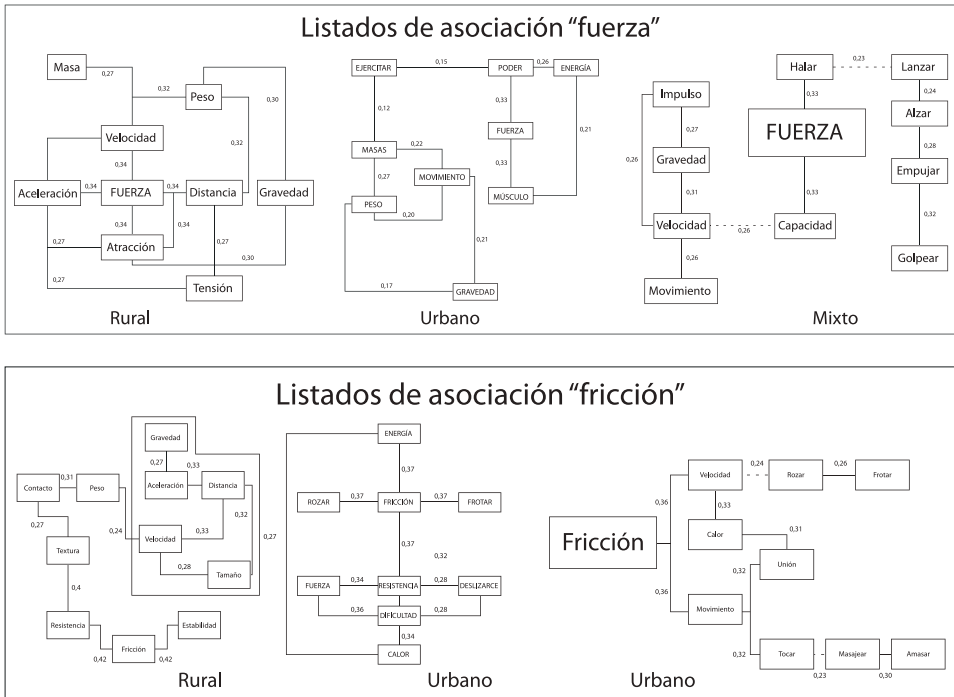 Listados de asociación “fuerza”
Masa
0,27
0,32
Peso
0,30
Velocidad
0,32
0,34
Aceleración
0,34
FUERZA
0,34
Distancia
Gravedad
0,34
0,34
0,27
Atracción
0,27
0,30
0,27
Tensión
Rural
EJERCITAR
0,15
PODER
0,26
ENERGÍA
0,12
0,33
0,21
FUERZA
MASAS
0,22
0,33
0,27
MOVIMIENTO
MÚSCULO
PESO
0,20
0,21
0,17
GRAVEDAD
Urbano
Halar
0,23
Lanzar
0,33
0,24
Impulso
Alzar
FUERZA
0,27
0,28
0,26
Gravedad
Empujar
0,31
0,33
0,32
Velocidad
0,26
Capacidad
0,26
Golpear
Movimiento
Mixto
Listados de asociación “fricción”
Gravedad
0,27
0,33
Contacto
0,31
Peso
Aceleración
Distancia
0,27
0,32
0,24
Velocidad
0,33
0,27
Textura
0,28
Tamaño
0,4
Resistencia
Estabilidad
0,42
Fricción
0,42
Rural
ENERGÍA
0,37
ROZAR
0,37
FRICCIÓN
0,37
FROTAR
0,37
0,32
FUERZA
0,34
RESISTENCIA
0,28
DESLIZARCE
0,36
DIFICULTAD
0,28
0,34
CALOR
Urbano
Velocidad
0,24
Rozar
0,26
Frotar
0,36
0,33
Fricción
Calor
0,31
Unión
0,32
0,36
Movimiento
0,32
Tocar
0,23
Masajear
0,30
Amasar
Urbano